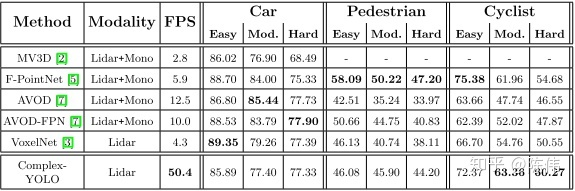 Method Modality FPS Car Pedestrian Cyclist
Easy Mod. Hard Easy Mod. Hard Easy Mod. Hard
MV3D [2] Lidar+Mono 2.8 86.02 76.90 68.49 - - - - - -
F-PointNet [5] Lidar+Mono 5.9 88.70 84.00 75.33 58.09 50.22 47.20 75.38 61.96 54.68
AVOD [7] Lidar+Mono 12.5 86.80 85.44 77.73 42.51 35.24 33.97 63.66 47.74 46.55
AVOD-FPN [7] Lidar+Mono 10.0 88.53 83.79 77.90 50.66 44.75 40.83 62.39 52.02 47.87
VoxelNet [3] Lidar 4.3 89.35 79.26 77.39 46.13 40.74 38.11 66.70 54.76 50.55
Complex-
YOLO Lidar 50.4 85.89 77.40 77.33 46.08 45.90 44.20 72.37 63.36 60.27
知乎 @陈伟